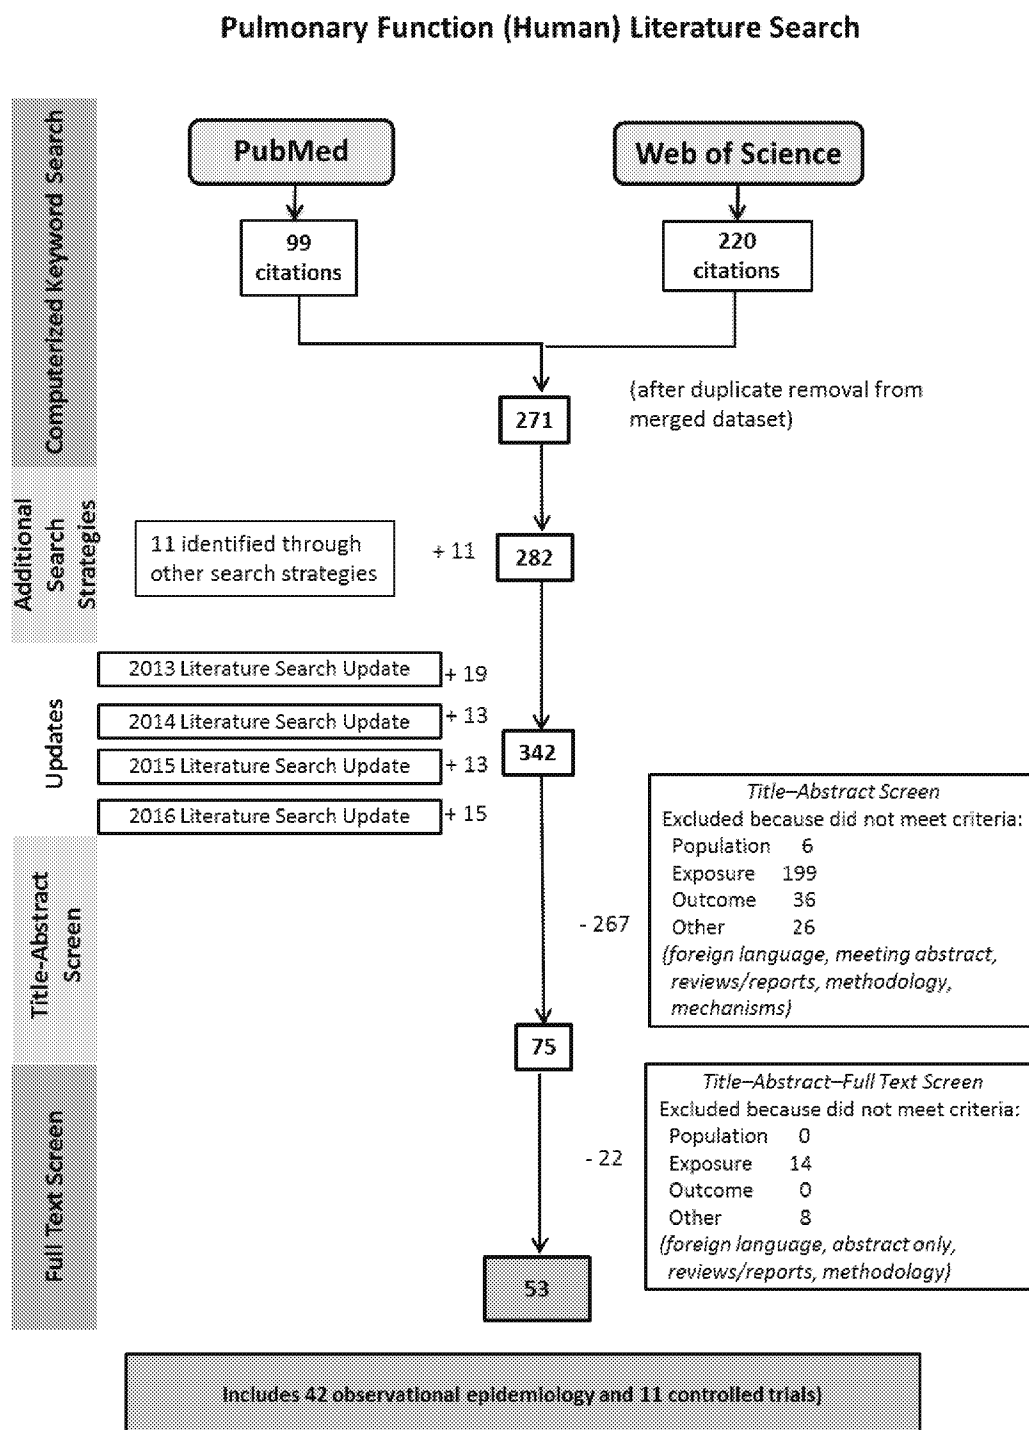 Pulmonary Function (Human) Literature Search
Computerized Keyword Search
PubMed
Web of Science
99
citations
220
citations
(after duplicate removal from
merged dataset)
271
Additional
Search
Strategies
11 identified through
other search strategies
+ 11
282
Updates
2013 Literature Search Update
+ 19
2014 Literature Search Update
+ 13
2015 Literature Search Update
+ 13
2016 Literature Search Update
+ 15
342
Title-Abstract
Screen
- 267
Title–Abstract Screen
Excluded because did not meet criteria:
Population 6
Exposure 199
Outcome 36
Other 26
(foreign language, meeting abstract,
reviews/reports, methodology,
mechanisms)
75
Full Text Screen
- 22
Title–Abstract–Full Text Screen
Excluded because did not meet criteria:
Population 0
Exposure 14
Outcome 0
Other 8
(foreign language, abstract only,
reviews/reports, methodology)
53
Includes 42 observational epidemiology and 11 controlled trials)